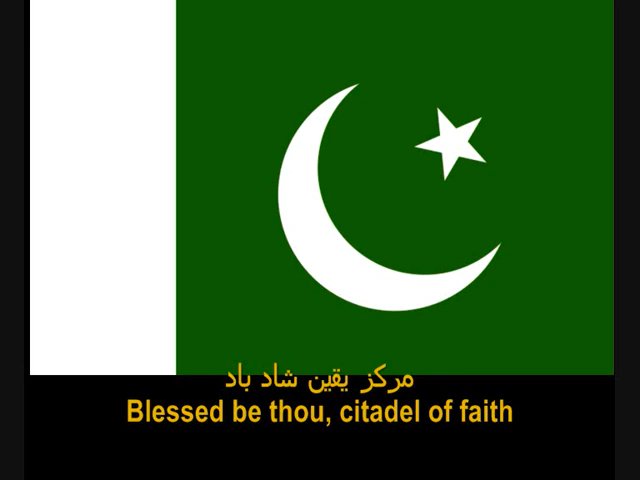 مرکز یقین شاد باد
Blessed be thou, citadel of faith